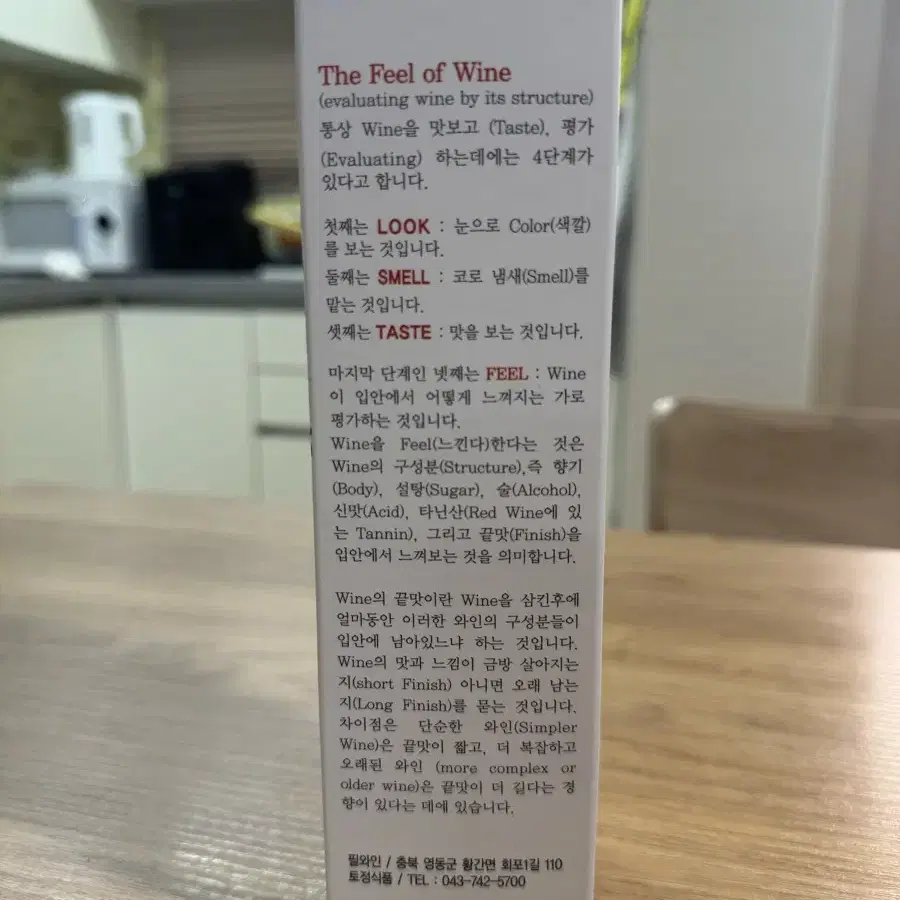 The Feel of Wine
(evaluating wine by its structure)
통상 Wine을 맛보고 (Taste), 평가
(Evaluating) 하는데에는 4단계가
있다고 합니다.
첫째는 LOOK : 눈으로 Color(색깔)
를 보는 것입니다.
둘째는 SMELL : 코로 냄새(Smell)를
맡는 것입니다.
셋째는 TASTE : 맛을 보는 것입니다.
마지막 단계인 넷째는 FEEL : Wine
이 입안에서 어떻게 느껴지는 가로
평가하는 것입니다.
Wine을 Feel(느낀다)한다는 것은
Wine의 구성분(Structure),즉 향기
(Body), 설탕(Sugar), 술(Alcohol),
신맛(Acid), 타닌산(Red Wine에 있
는 Tannin), 그리고 끝맛(Finish)을
입안에서 느껴보는 것을 의미합니다.
Wine의 끝맛이란 Wine을 삼킨후에
얼마동안 이러한 와인의 구성분들이
입안에 남아있느냐 하는 것입니다.
Wine의 맛과 느낌이 금방 살아지는
지(short Finish) 아니면 오래 남는
지(Long Finish)를 묻는 것입니다.
차이점은 단순한 와인(Simpler
Wine)은 끝맛이 짧고, 더 복잡하고
오래된 와인 (more complex or
older wine)은 끝맛이 더 길다는 경
향이 있다는 데에 있습니다.
필와인 / 충북 영동군 황간면 회포1길 110
토정식품 / TEL : 043-742-5700